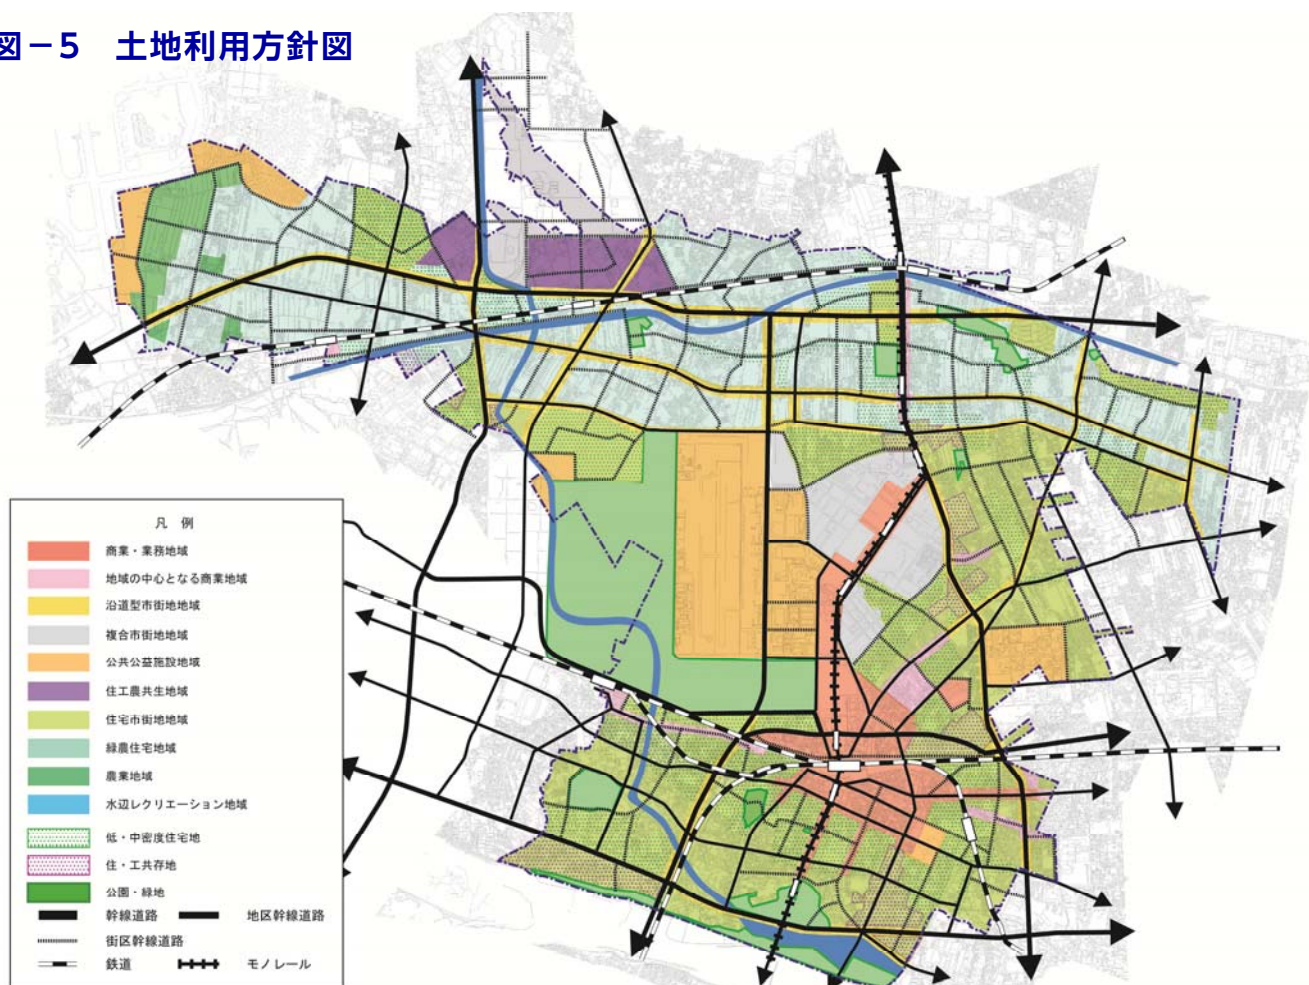 図－5　土地利用方針図
凡　例
商業・業務地域
地域の中心となる商業地域
沿道型市街地地域
複合市街地地域
公共公益施設地域
住工農共生地域
住宅市街地地域
緑農住宅地域
農業地域
水辺レクリエーション地域
低・中密度住宅地
住・工共存地
公園・緑地
幹線道路　地区幹線道路
街区幹線道路
鉄道　モノレール